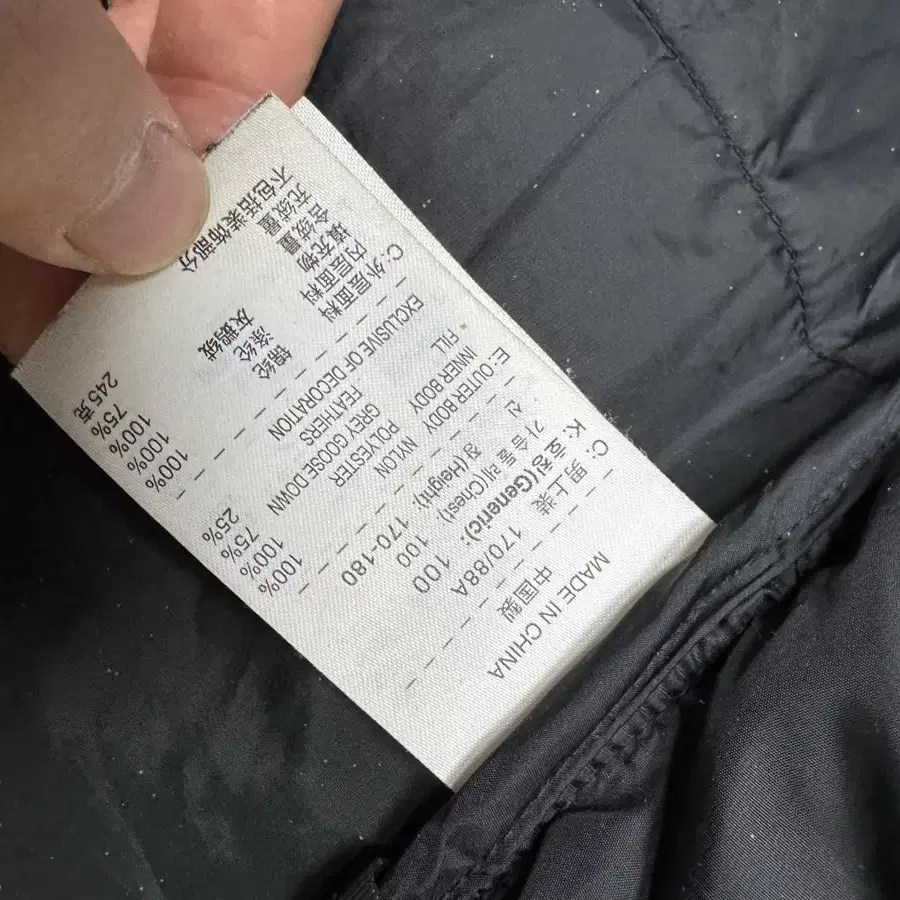 MADE IN CHINA
中国製
C: 男上装 170/88A
K: 호칭(Generic): 100
가슴둘레(Chest): 100
신 장(Height): 170-180
E: OUTER BODY NYLON 100%
INNER BODY POLYESTER 100%
* FILL GREY GOOSE DOWN 75%
FEATHERS 25%
EXCLUSIVE OF DECORATION
C: 外层面料 锦纶 100%
内层面料 涤纶 100%
填充物 灰鹅绒
含绒量 75%
充绒量 245克
不包括装饰部分